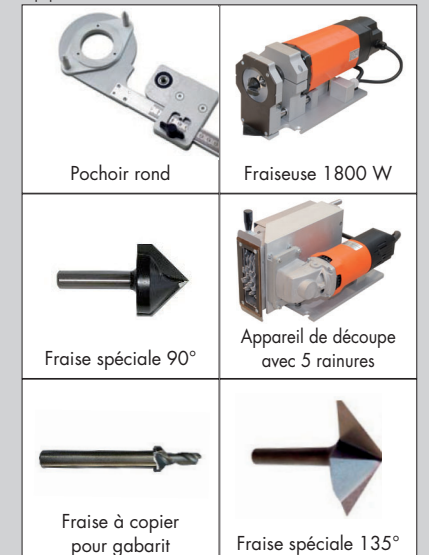 Pochoir rond
Fraiseuse 1800 W
Fraise spéciale 90°
Appareil de découpe
avec 5 rainures
Fraise à copier
pour gabarit
Fraise spéciale 135°